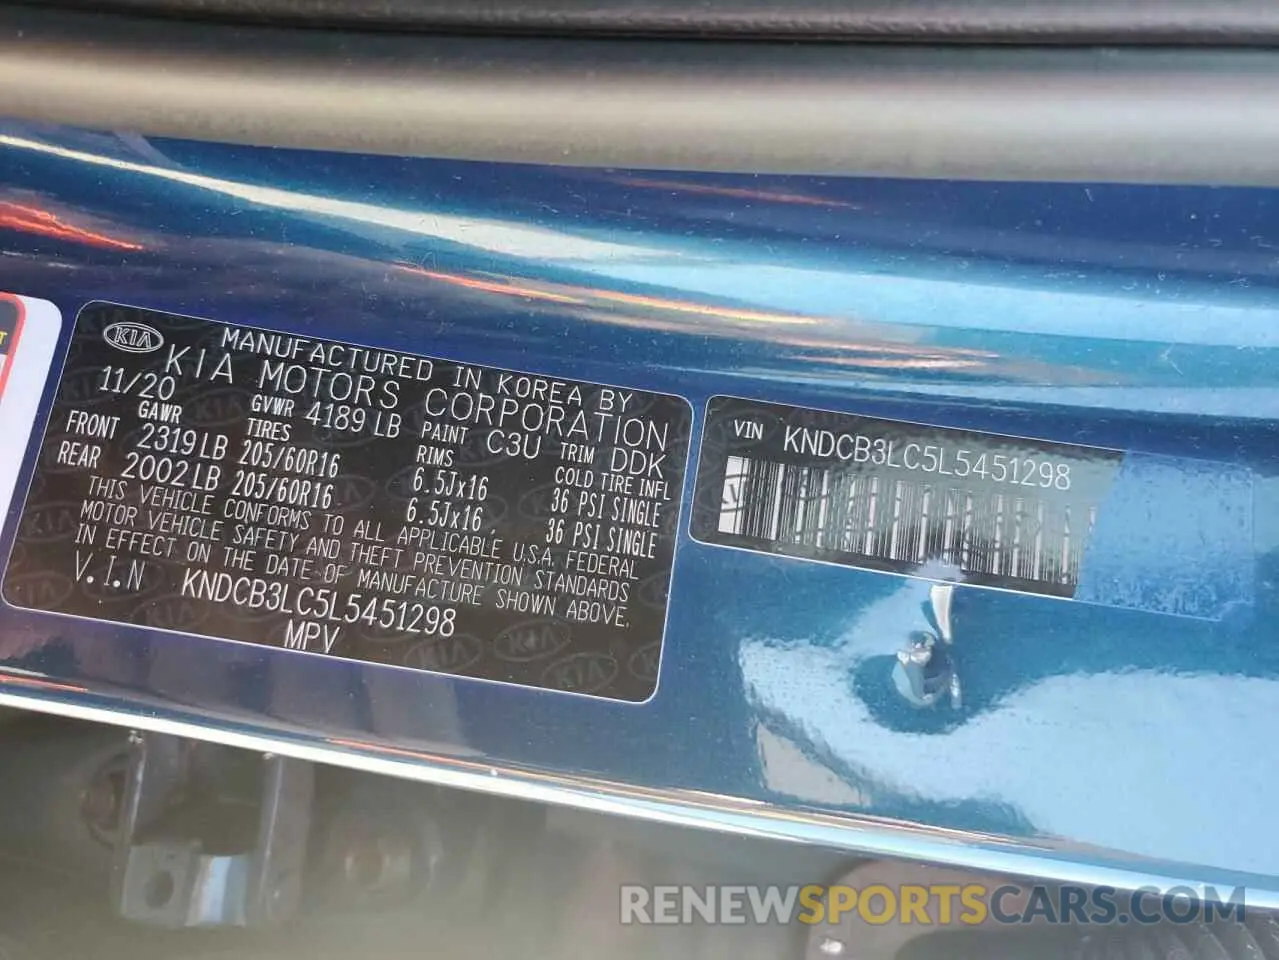 KIA
MANUFACTURED IN KOREA BY
KIA MOTORS CORPORATION
11/20 GVWR 4189 LB PAINT C3U TRIM DDK
GAWR TIRES RIMS COLD TIRE INFL
FRONT 2319 LB 205/60R16 6.5Jx16 36 PSI SINGLE
REAR 2002 LB 205/60R16 6.5Jx16, 36 PSI SINGLE
THIS VEHICLE CONFORMS TO ALL APPLICABLE U.S.A. FEDERAL
MOTOR VEHICLE SAFETY AND THEFT PREVENTION STANDARDS
IN EFFECT ON THE DATE OF MANUFACTURE SHOWN ABOVE.
V.I.N KNDCB3LC5L5451298
MPV
VIN KNDCB3LC5L5451298
RENEWSPORTSCARS.COM